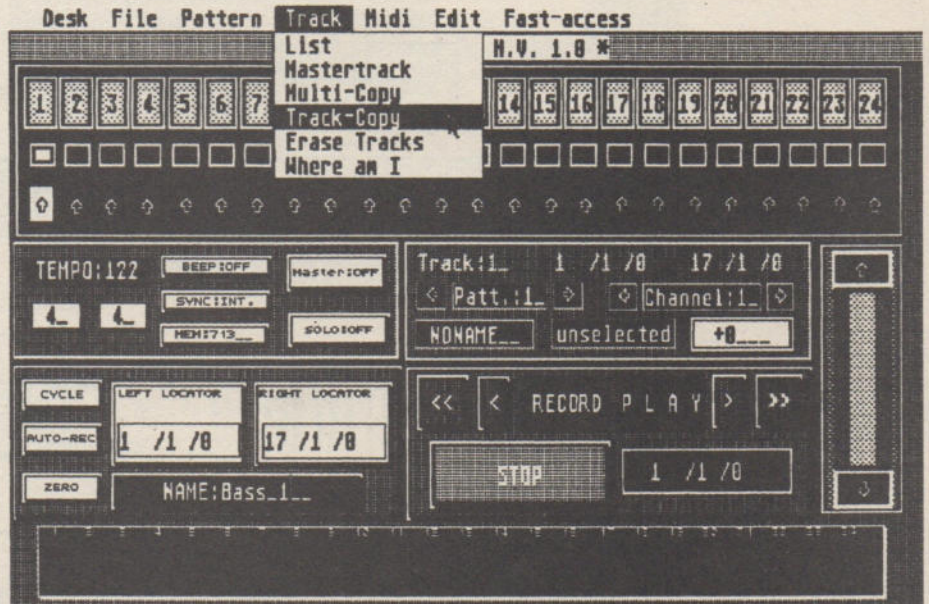 Desk File Pattern Track Midi Edit Fast-access
List
M.V. 1.0 *
Mastertrack
Multi-Copy
Track-Copy
Erase Tracks
Where am I
1 2 3 4 5 6 7 14 15 16 17 18 19 20 21 22 23 24
TEMPO:122 BEEP:OFF Master:OFF
SYNC:INT.
4_ 4_
MEM:713__ SOLO:OFF
Track:1_ 1 /1 /0 17 /1 /0
Patt.:1_ Channel:1_
NONAME__ unselected +0___
CYCLE LEFT LOCATOR RIGHT LOCATOR
AUTO-REC 1 /1 /0 17 /1 /0
ZERO NAME:Bass_1__
<< < RECORD P L A Y > >>
STOP 1 /1 /0